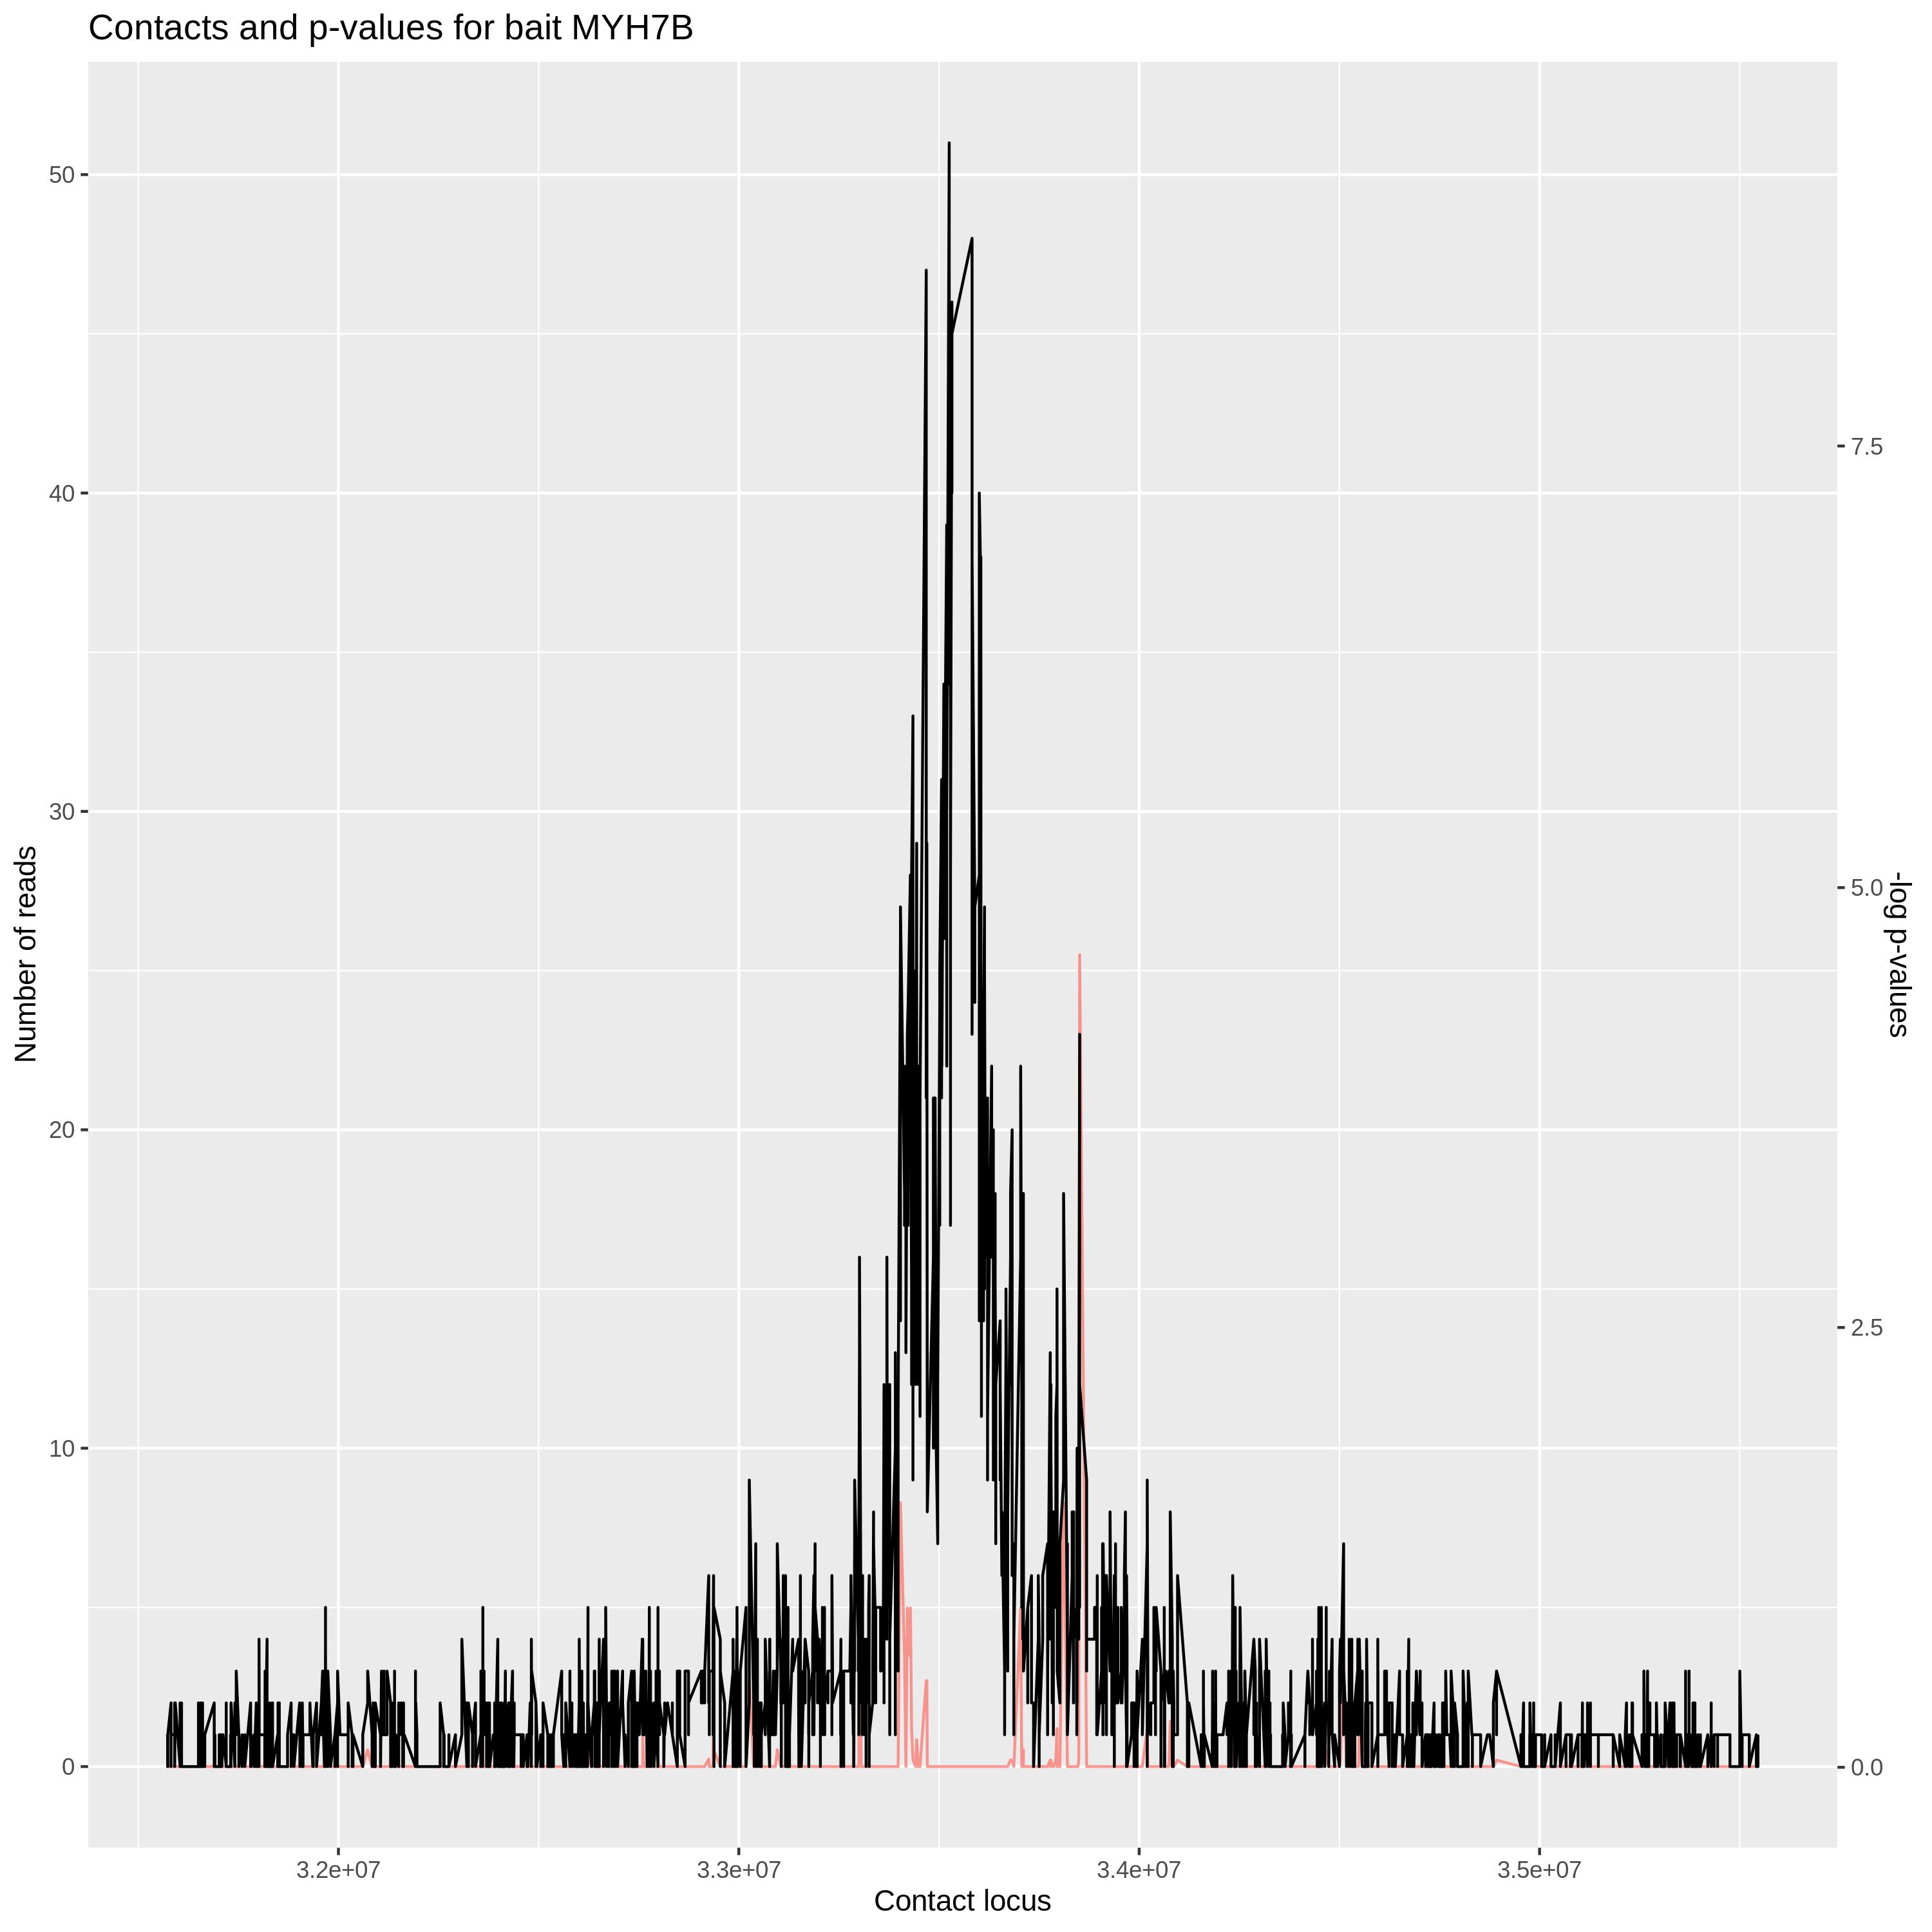 Contacts and p-values for bait MYH7B
50
40
30
20
10
0
Number of reads
7.5
5.0
2.5
0.0
-log p-values
3.2e+07
3.3e+07
3.4e+07
3.5e+07
Contact locus